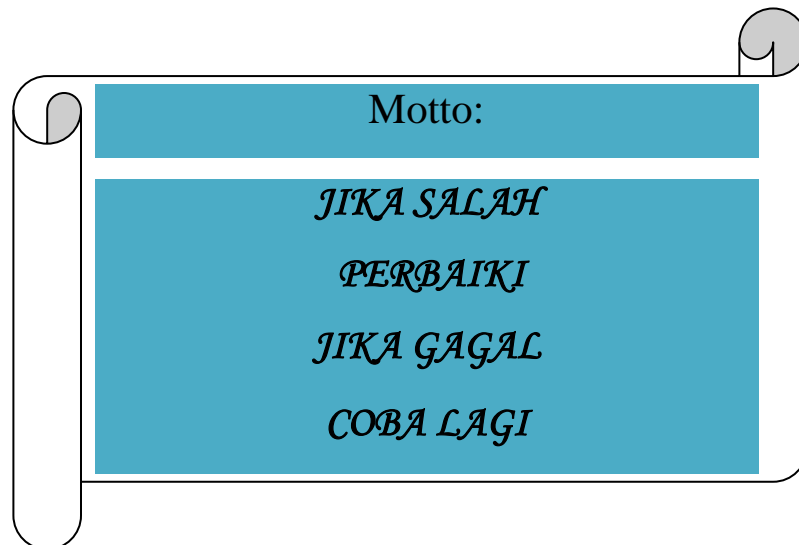 Motto:
JIKA SALAH
PERBAIKI
JIKA GAGAL
COBA LAGI